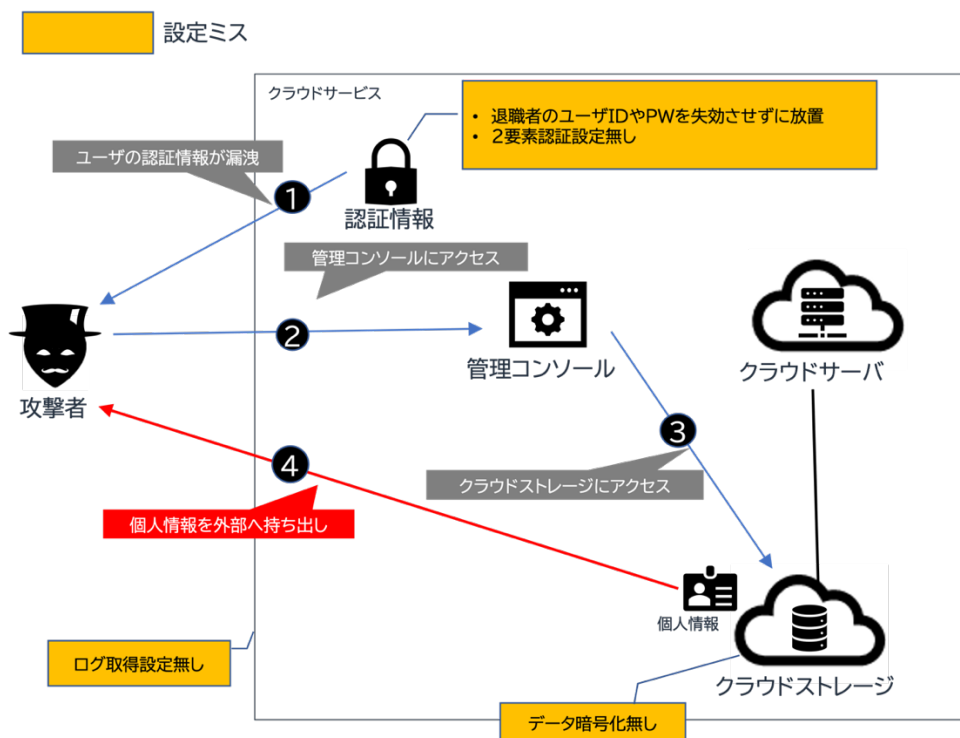 設定ミス
クラウドサービス
• 退職者のユーザIDやPWを失効させずに放置
• 2要素認証設定無し
ユーザの認証情報が漏洩
1
認証情報
管理コンソールにアクセス
2
管理コンソール
クラウドサーバ
攻撃者
3
4
クラウドストレージにアクセス
個人情報を外部へ持ち出し
個人情報
ログ取得設定無し
クラウドストレージ
データ暗号化無し